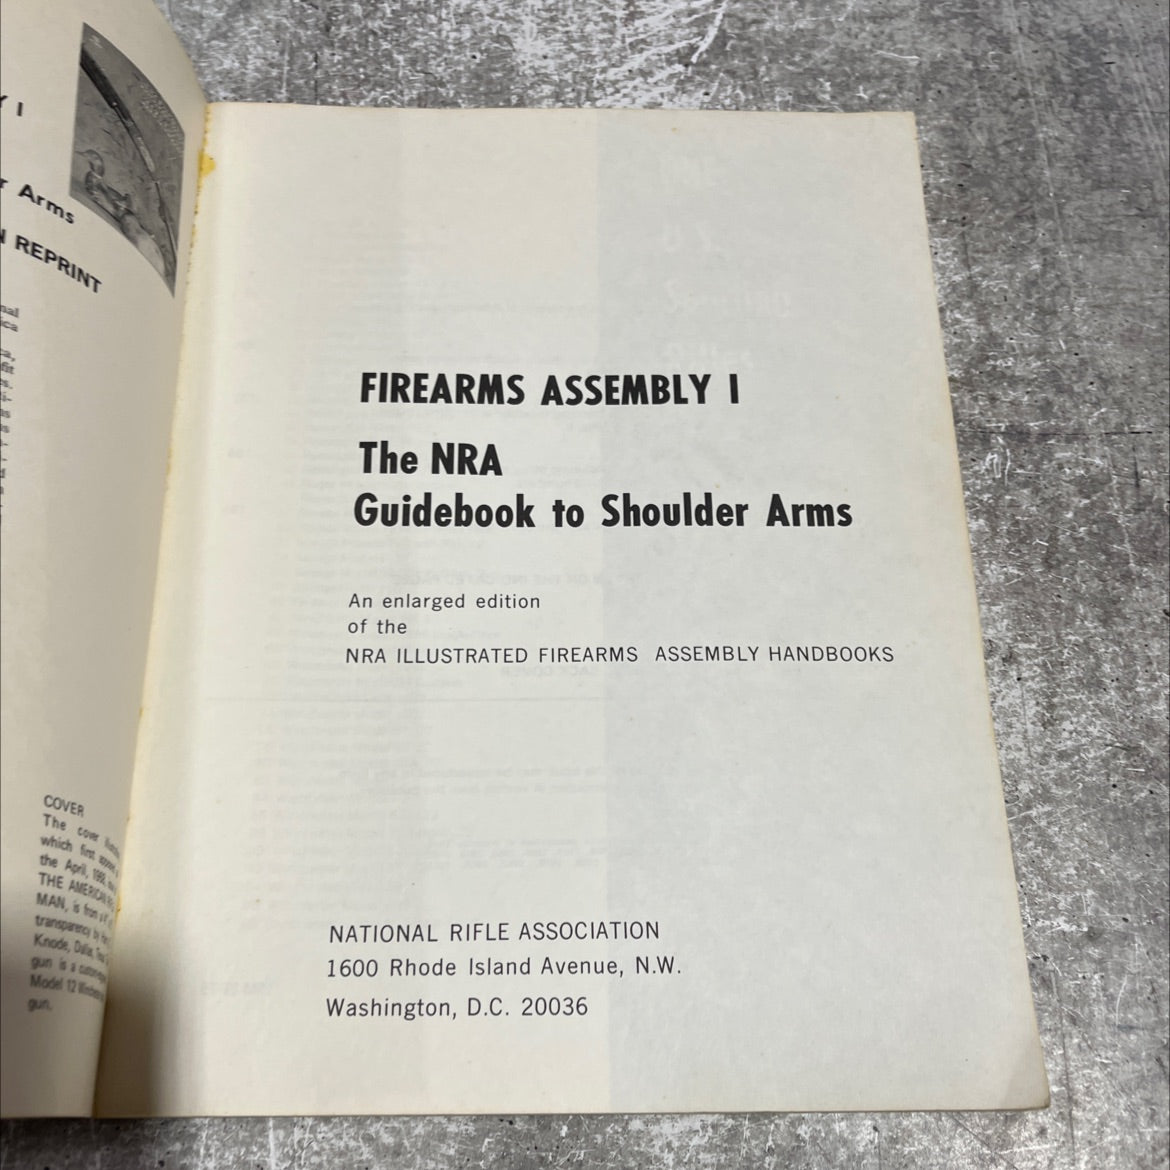 Y I
r Arms
N REPRINT
COVER
The cover
which first
the April,
THE AMERICAN
MAN, is from a
transparency by
Knode, Dallas,
gun is a
Model 12
gun.
FIREARMS ASSEMBLY I
The NRA
Guidebook to Shoulder Arms
An enlarged edition
of the
NRA ILLUSTRATED FIREARMS ASSEMBLY HANDBOOKS
NATIONAL RIFLE ASSOCIATION
1600 Rhode Island Avenue, N.W.
Washington, D.C. 20036